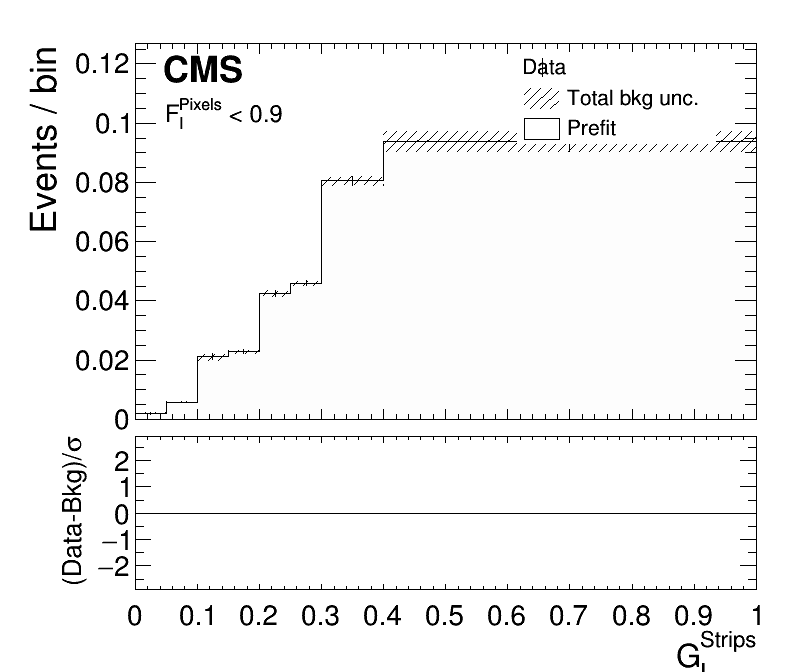 CMS
F_I^Pixels < 0.9
Data
Total bkg unc.
Prefit
Events / bin
0.12
0.1
0.08
0.06
0.04
0.02
0
(Data-Bkg)/σ
2
1
0
−1
−2
0 0.1 0.2 0.3 0.4 0.5 0.6 0.7 0.8 0.9 1
G_I^Strips